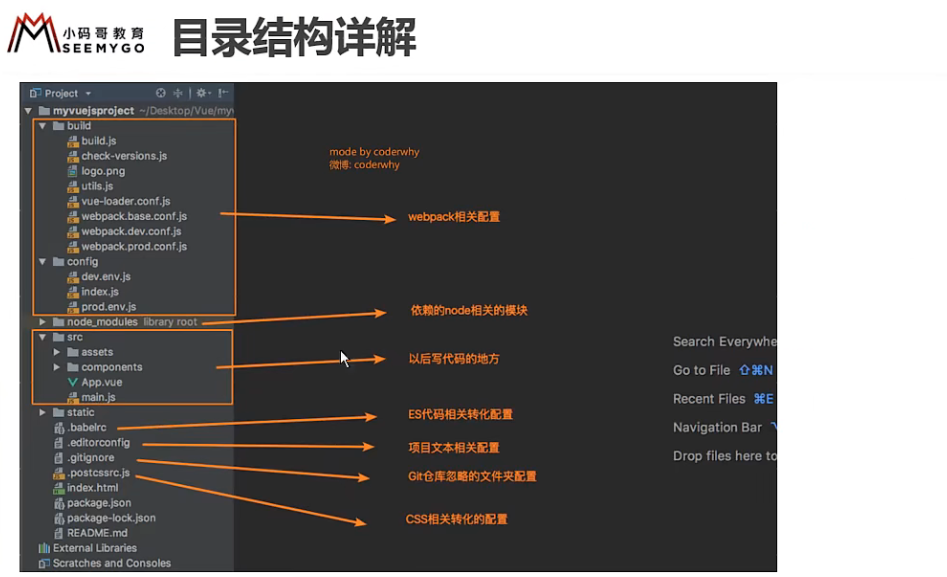 小码哥教育
SEEMYGO
目录结构详解
Project
myvuejsproject ~/Desktop/Vue/myv
build
build.js
check-versions.js
logo.png
utils.js
vue-loader.conf.js
webpack.base.conf.js
webpack.dev.conf.js
webpack.prod.conf.js
config
dev.env.js
index.js
prod.env.js
node_modules library root
src
assets
components
App.vue
main.js
static
.babelrc
.editorconfig
.gitignore
.postcssrc.js
index.html
package.json
package-lock.json
README.md
External Libraries
Scratches and Consoles
mode by coderwhy
微博: coderwhy
webpack相关配置
依赖的node相关的模块
以后写代码的地方
ES代码相关转化配置
项目文本相关配置
Git仓库忽略的文件夹配置
CSS相关转化的配置
Search Everywhe
Go to File ⇧⌘N
Recent Files ⌘E
Navigation Bar
Drop files here to